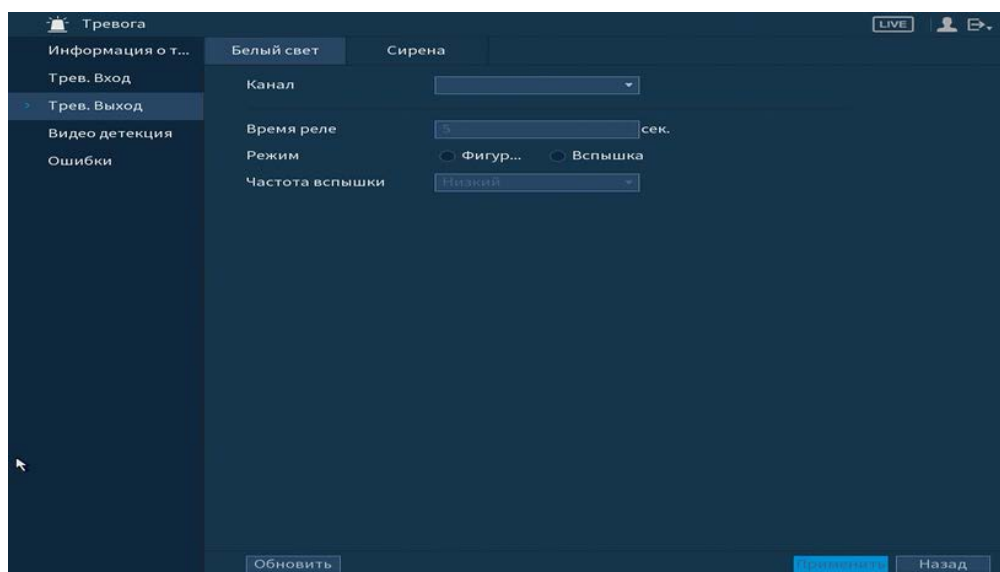 Тревога
LIVE
Информация о т...
Трев. Вход
Трев. Выход
Видео детекция
Ошибки
Белый свет
Сирена
Канал
Время реле
5
сек.
Режим
Фигур...
Вспышка
Частота вспышки
Низкий
Обновить
Применить
Назад